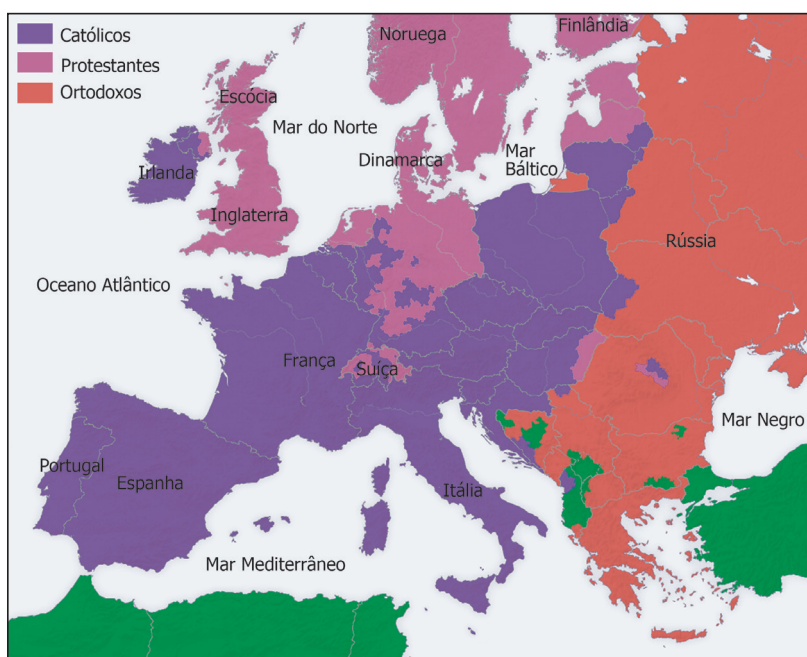 Católicos
Protestantes
Ortodoxos
Noruega
Finlândia
Escócia
Mar do Norte
Dinamarca
Mar
Báltico
Irlanda
Inglaterra
Rússia
Oceano Atlântico
França
Suíça
Mar Negro
Portugal
Espanha
Itália
Mar Mediterrâneo